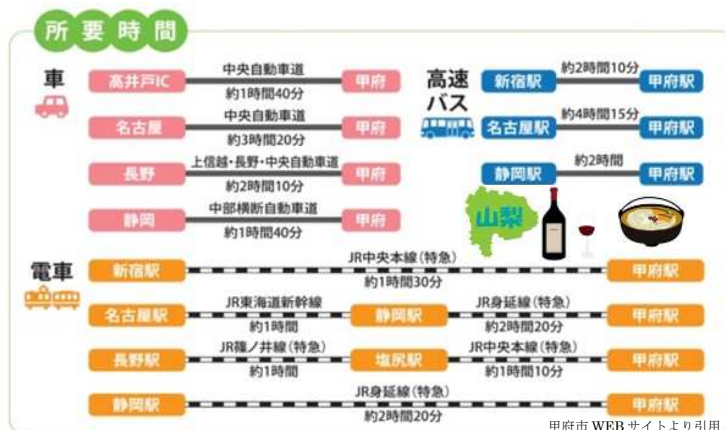 所要時間
車
高井戸IC 中央自動車道 約1時間40分 甲府
名古屋 中央自動車道 約3時間20分 甲府
長野 上信越・長野・中央自動車道 約2時間10分 甲府
静岡 中部横断自動車道 約1時間40分 甲府
高速
バス
新宿駅 約2時間10分 甲府駅
名古屋駅 約4時間15分 甲府駅
静岡駅 約2時間 甲府駅
山梨
電車
新宿駅 JR中央本線(特急) 約1時間30分 甲府駅
名古屋駅 JR東海道新幹線 約1時間 静岡駅 JR身延線(特急) 約2時間20分 甲府駅
長野駅 JR篠ノ井線(特急) 約1時間 塩尻駅 JR中央本線(特急) 約1時間10分 甲府駅
静岡駅 JR身延線(特急) 約2時間20分 甲府駅
甲府市 WEB サイトより引用